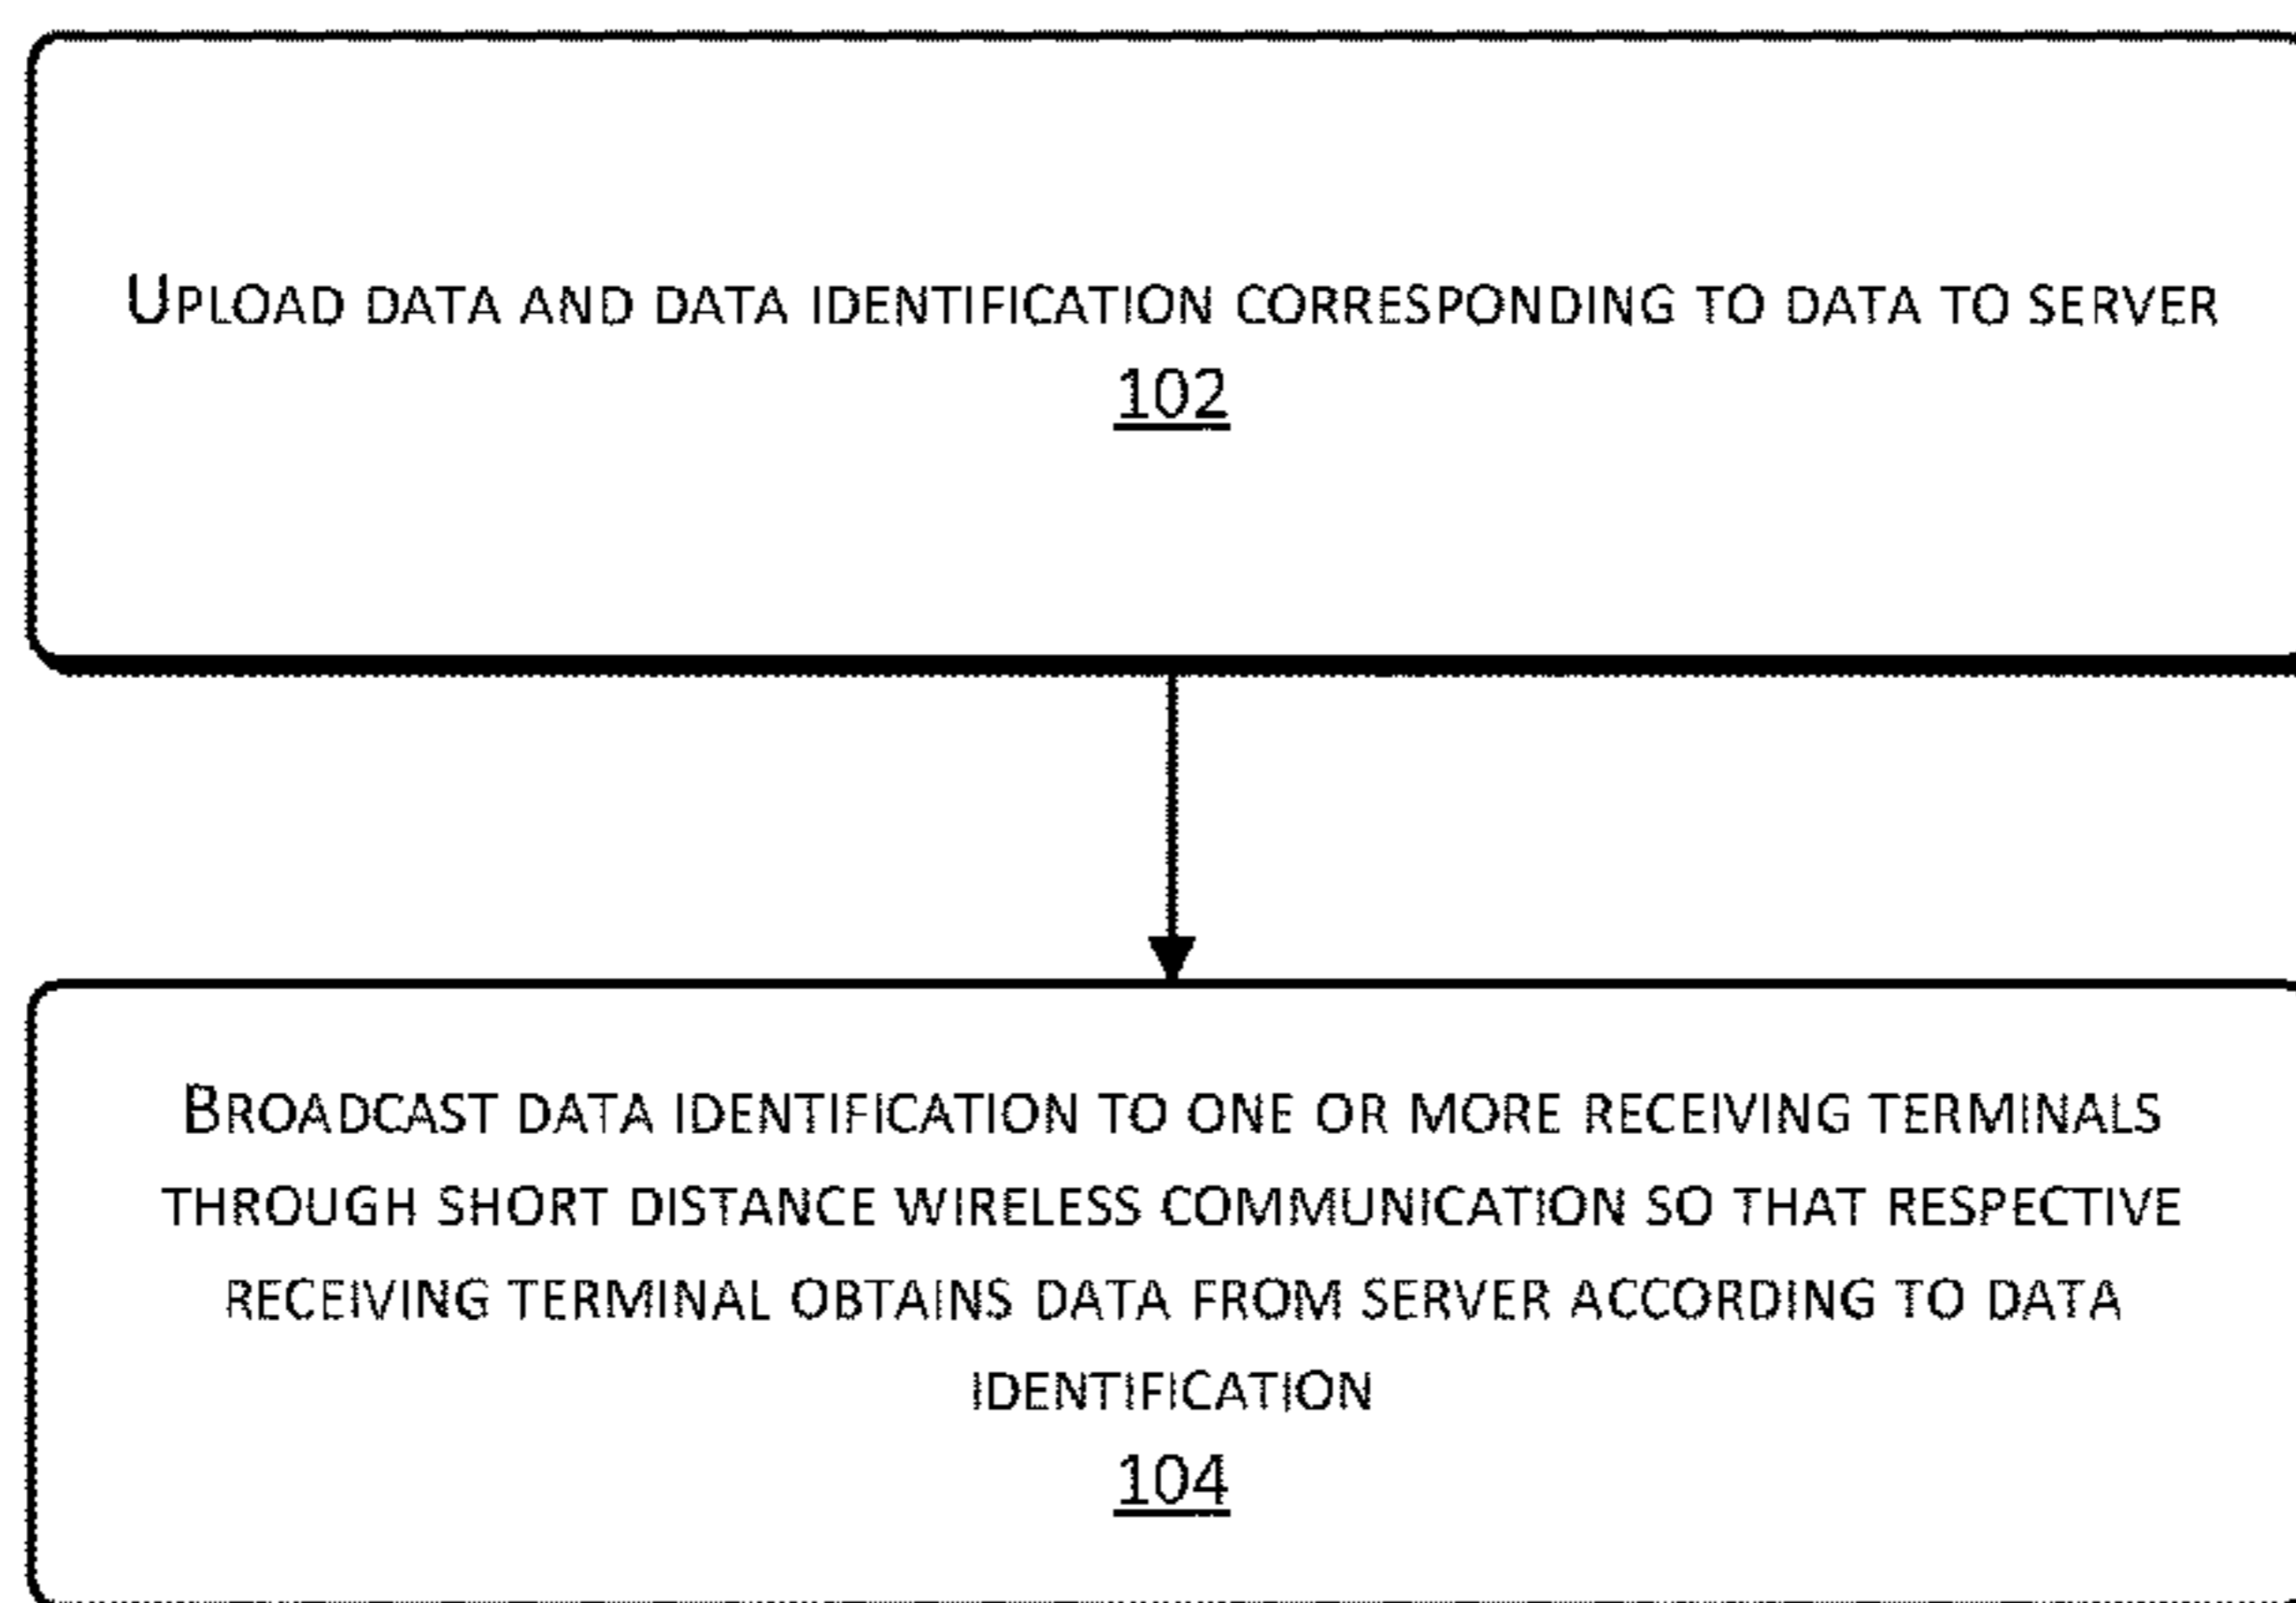 UPLOAD DATA AND DATA IDENTIFICATION CORRESPONDING TO DATA TO SERVER
102
BROADCAST DATA IDENTIFICATION TO ONE OR MORE RECEIVING TERMINALS
THROUGH SHORT DISTANCE WIRELESS COMMUNICATION SO THAT RESPECTIVE
RECEIVING TERMINAL OBTAINS DATA FROM SERVER ACCORDING TO DATA
IDENTIFICATION
104